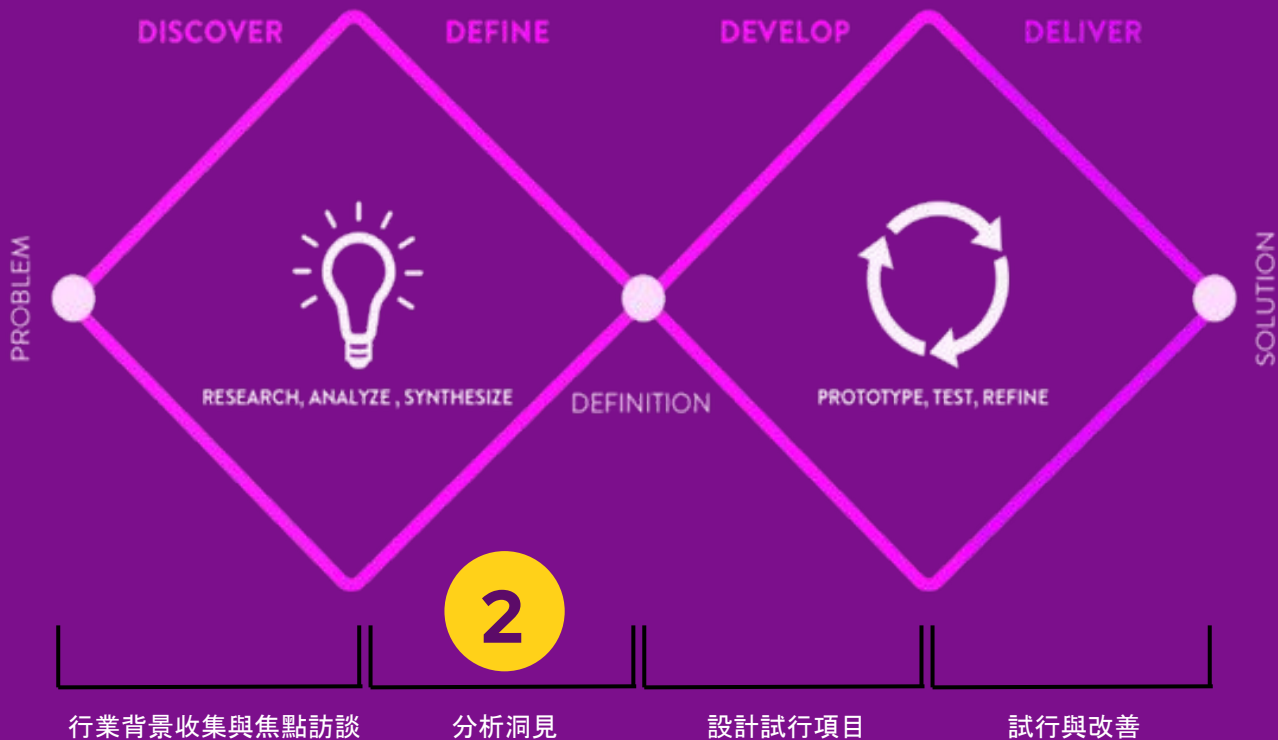 DISCOVER
DEFINE
DEVELOP
DELIVER
PROBLEM
SOLUTION
RESEARCH, ANALYZE , SYNTHESIZE
DEFINITION
PROTOTYPE, TEST, REFINE
2
行業背景收集與焦點訪談
分析洞見
設計試行項目
試行與改善